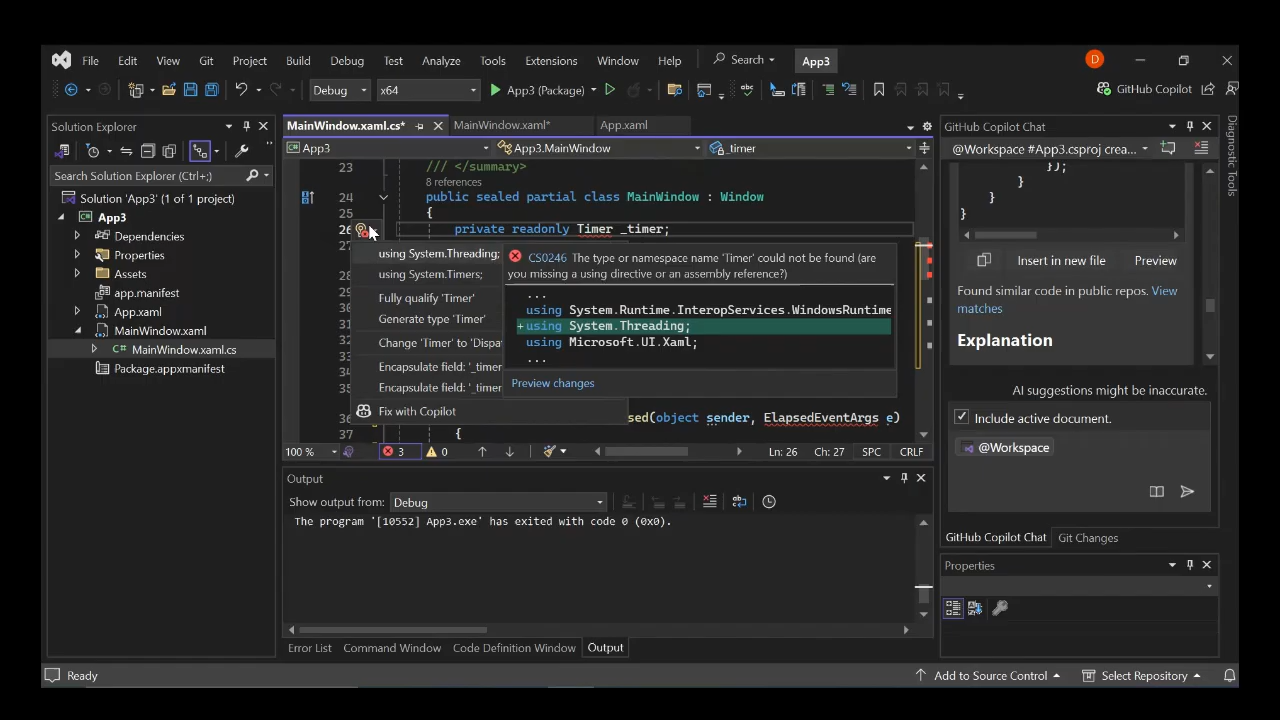 File Edit View Git Project Build Debug Test Analyze Tools Extensions Window Help Search App3 D
Debug x64 App3 (Package) GitHub Copilot
Solution Explorer
Search Solution Explorer (Ctrl+;)
Solution 'App3' (1 of 1 project)
App3
Dependencies
Properties
Assets
app.manifest
App.xaml
MainWindow.xaml
C# MainWindow.xaml.cs
Package.appxmanifest
MainWindow.xaml.cs* MainWindow.xaml* App.xaml
App3 App3.MainWindow _timer
23 /// </summary>
8 references
24 public sealed partial class MainWindow : Window
25 {
26 private readonly Timer _timer;
27
using System.Threading;
using System.Timers;
Fully qualify 'Timer'
Generate type 'Timer'
Change 'Timer' to 'Dispa
Encapsulate field: '_timer
Encapsulate field: '_timer
Fix with Copilot
CS0246 The type or namespace name 'Timer' could not be found (are
you missing a using directive or an assembly reference?)
...
using System.Runtime.InteropServices.WindowsRuntime
+using System.Threading;
using Microsoft.UI.Xaml;
...
Preview changes
28
29
30
31
32
33
34
35
36 sed(object sender, ElapsedEventArgs e)
37 {
100 % 3 0 Ln: 26 Ch: 27 SPC CRLF
Output
Show output from: Debug
The program '[10552] App3.exe' has exited with code 0 (0x0).
Error List Command Window Code Definition Window Output
GitHub Copilot Chat
@Workspace #App3.csproj crea...
});
}
}
}
Insert in new file Preview
Found similar code in public repos. View
matches
Explanation
AI suggestions might be inaccurate.
Include active document.
@Workspace
GitHub Copilot Chat Git Changes
Properties
Diagnostic Tools
Ready Add to Source Control Select Repository